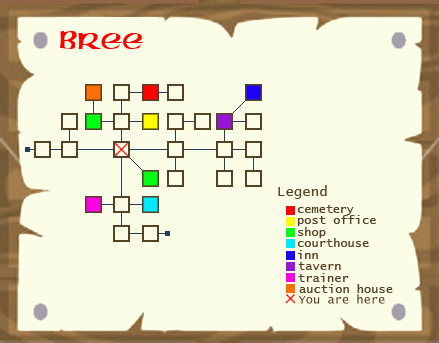 Bree
Legend
cemetery
post office
shop
courthouse
inn
tavern
trainer
auction house
You are here